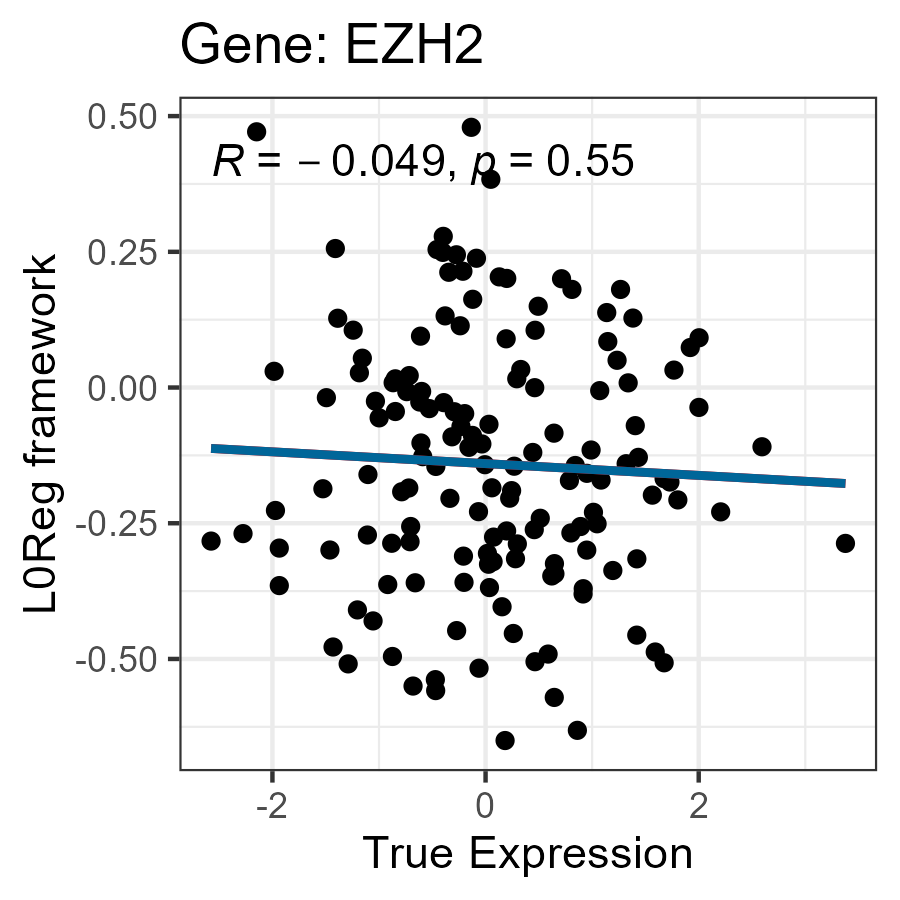 Gene: EZH2
0.50
R = − 0.049, p = 0.55
0.25
0.00
-0.25
-0.50
L0Reg framework
-2
0
2
True Expression